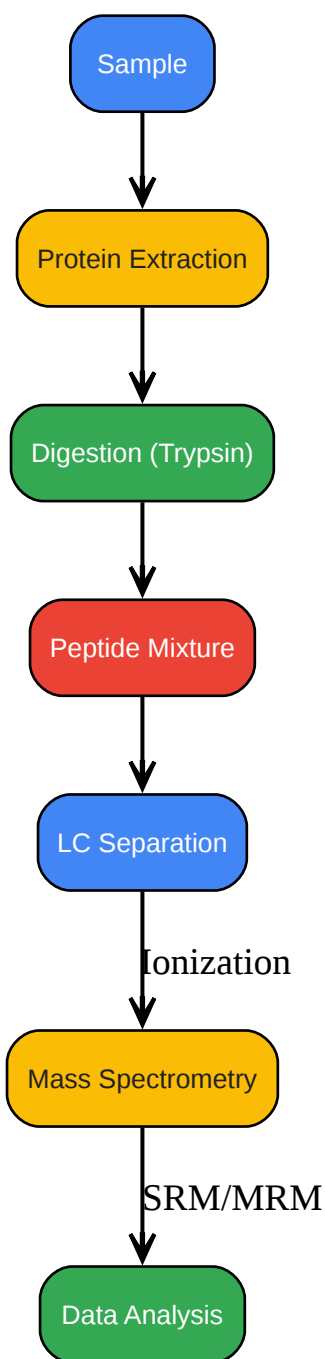 Sample
Protein Extraction
Digestion (Trypsin)
Peptide Mixture
LC Separation
Ionization
Mass Spectrometry
SRM/MRM
Data Analysis